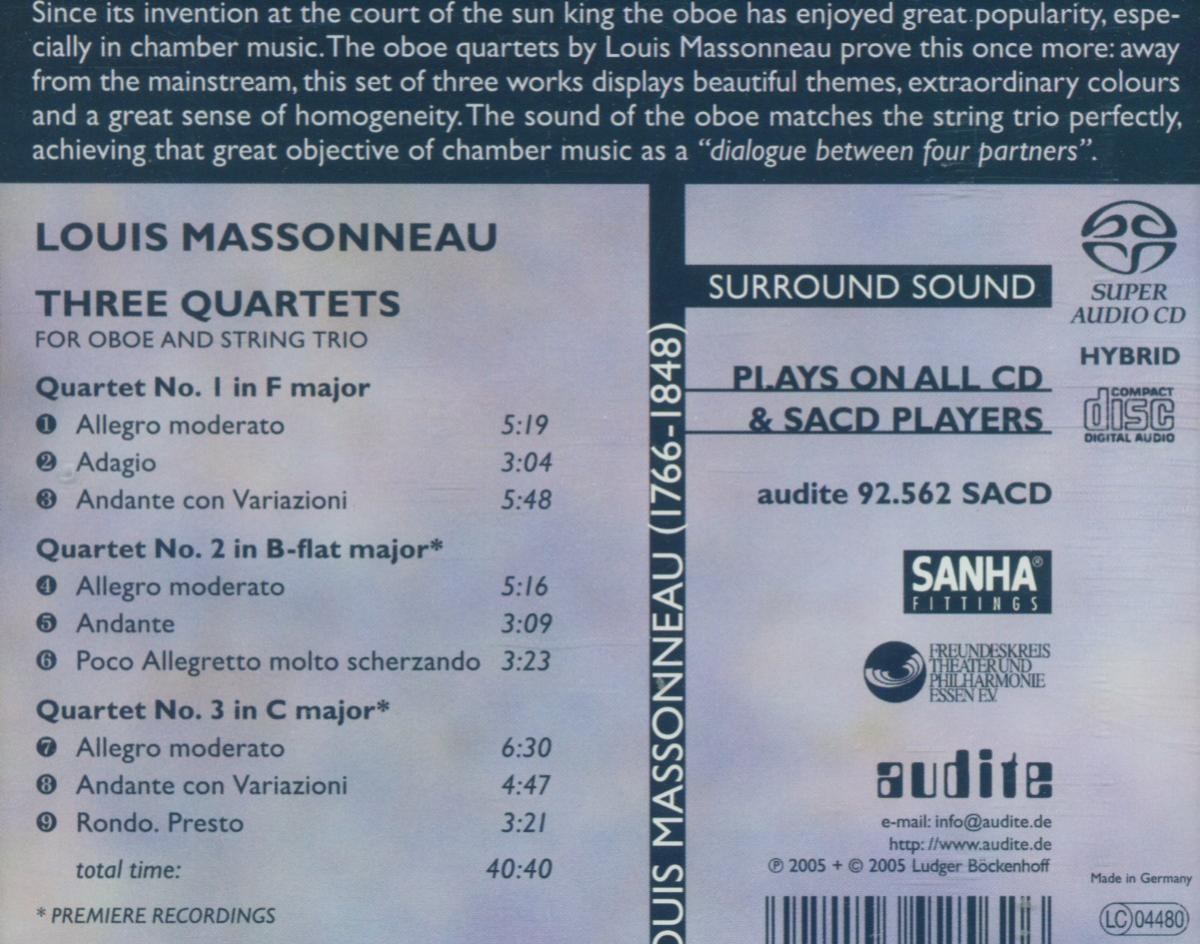 Since its invention at the court of the sun king the oboe has enjoyed great popularity, espe-
cially in chamber music. The oboe quartets by Louis Massonneau prove this once more: away
from the mainstream, this set of three works displays beautiful themes, extraordinary colours
and a great sense of homogeneity. The sound of the oboe matches the string trio perfectly,
achieving that great objective of chamber music as a “dialogue between four partners”.
LOUIS MASSONNEAU
THREE QUARTETS
FOR OBOE AND STRING TRIO
Quartet No. 1 in F major
1 Allegro moderato 5:19
2 Adagio 3:04
3 Andante con Variazioni 5:48
Quartet No. 2 in B-flat major*
4 Allegro moderato 5:16
5 Andante 3:09
6 Poco Allegretto molto scherzando 3:23
Quartet No. 3 in C major*
7 Allegro moderato 6:30
8 Andante con Variazioni 4:47
9 Rondo. Presto 3:21
total time: 40:40
* PREMIERE RECORDINGS
OUIS MASSONNEAU (1766-1848)
SURROUND SOUND
PLAYS ON ALL CD
& SACD PLAYERS
audite 92.562 SACD
SANHA®
FITTINGS
FREUNDESKREIS
THEATER UND
PHILHARMONIE
ESSEN E.V.
audite
e-mail: info@audite.de
http://www.audite.de
℗ 2005 + © 2005 Ludger Böckenhoff
SUPER
AUDIO CD
HYBRID
COMPACT
disc
DIGITAL AUDIO
Made in Germany
LC 04480